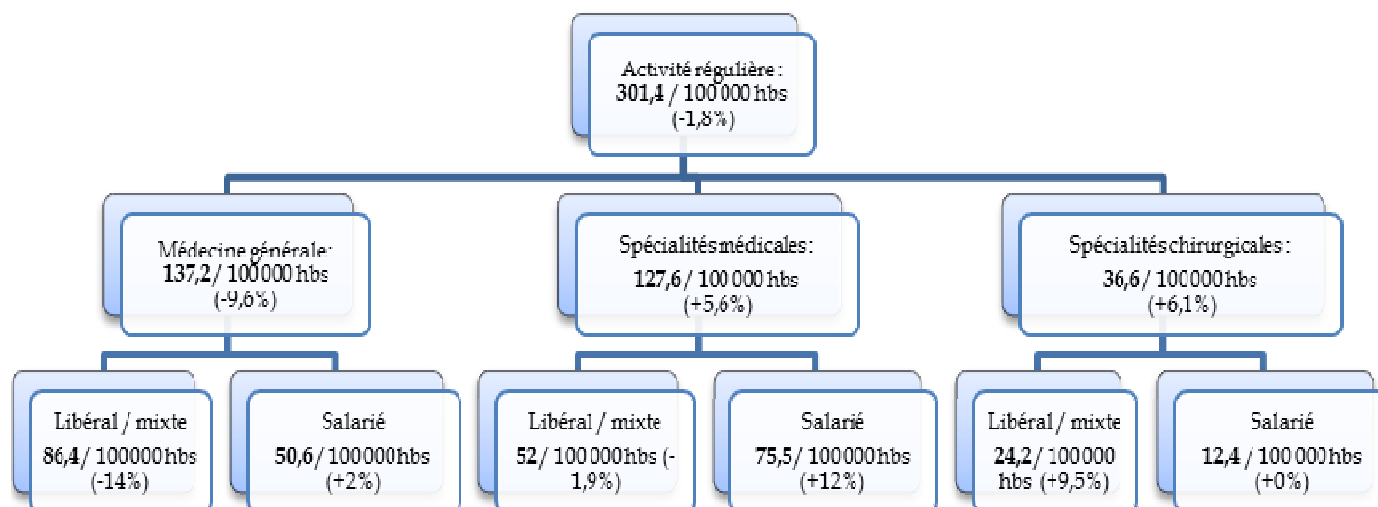 Activité régulière :
301,4 / 100 000 hbs
(-1,8%)
Médecine générale :
137,2 / 100000 hbs
(-9,6%)
Spécialités médicales :
127,6 / 100 000 hbs
(+5,6%)
Spécialités chirurgicales :
36,6 / 100000 hbs
(+6,1%)
Libéral / mixte
86,4 / 100000 hbs
(-14%)
Salarié
50,6 / 100000 hbs
(+2%)
Libéral / mixte
52 / 100 000 hbs (-
1,9%)
Salarié
75,5 / 100000 hbs
(+12%)
Libéral / mixte
24,2 / 100000
hbs (+9,5%)
Salarié
12,4 / 100 000 hbs
(+0%)